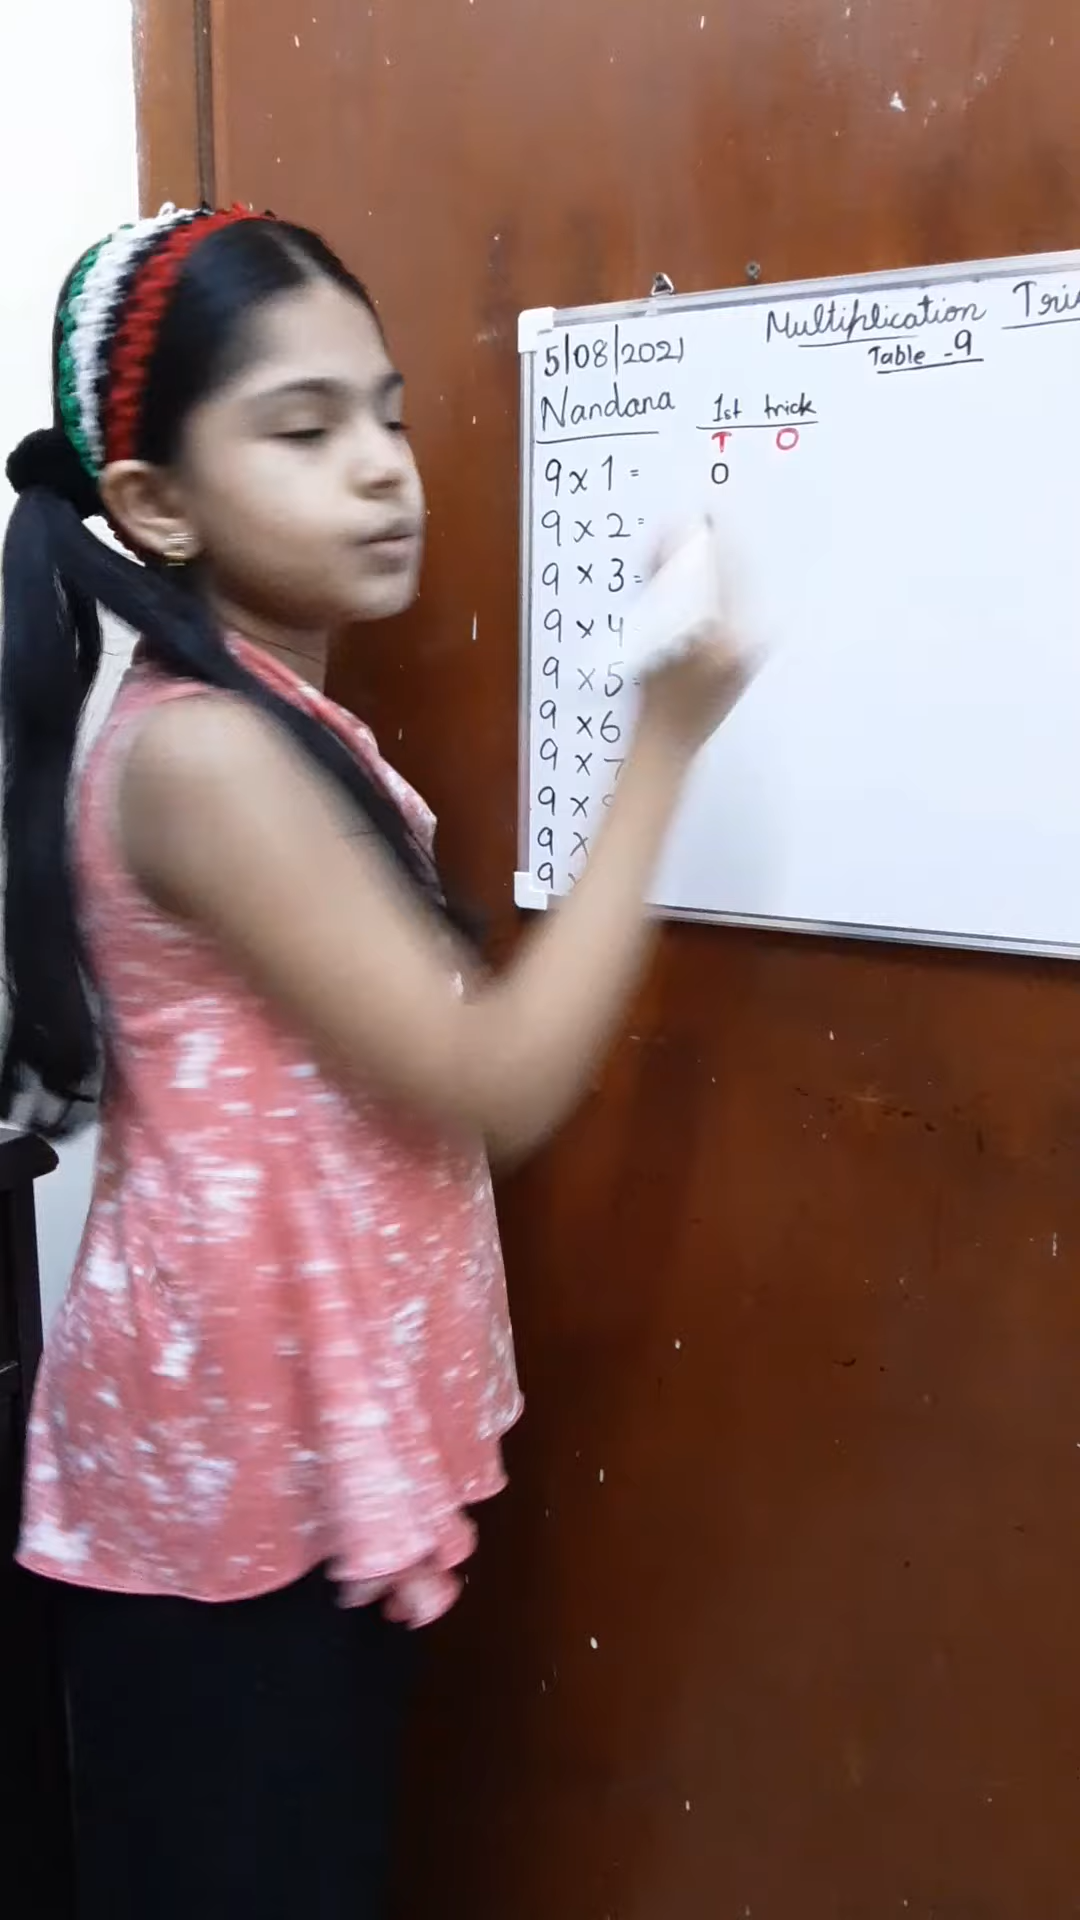 Multiplication
Table - 9
5/08/2021
Nandana
1st trick
T O
9 x 1 = 0
9 x 2 =
9 x 3 =
9 x 4
9 x 5 =
9 x 6
9 x 7
9 x
9 x
9